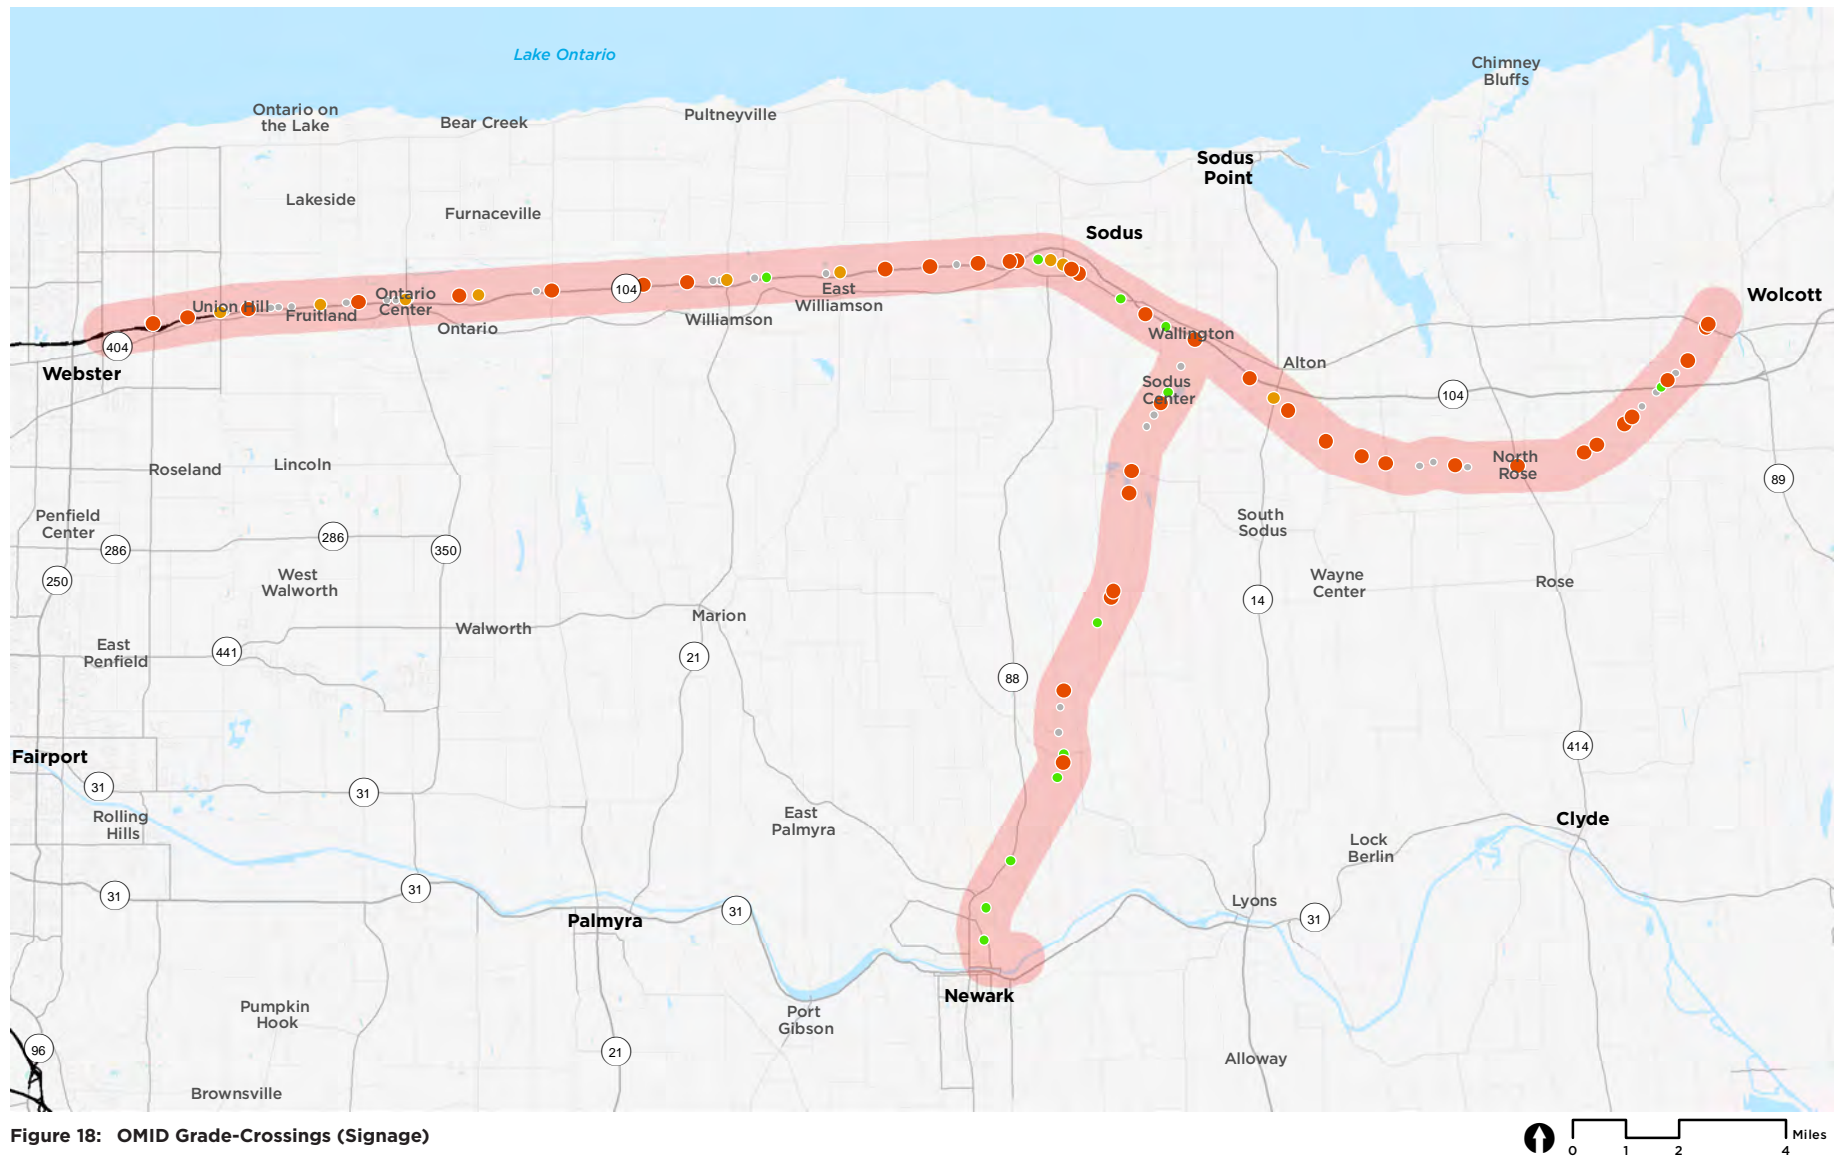 Lake Ontario
Chimney
Bluffs
Ontario on
the Lake
Bear Creek
Pultneyville
Sodus
Point
Lakeside
Furnaceville
Sodus
Wolcott
Union Hill
Fruitland
Ontario
Center
Ontario
104
East
Williamson
Williamson
Wallington
404
Webster
Alton
Sodus
Center
104
Roseland
Lincoln
North
Rose
89
Penfield
Center
286
286
350
South
Sodus
250
West
Walworth
Wayne
Center
Rose
14
Marion
Walworth
East
Penfield
441
21
88
414
Fairport
31
31
Rolling
Hills
East
Palmyra
Clyde
Lock
Berlin
31
31
31
Palmyra
Lyons
31
Newark
Pumpkin
Hook
Port
Gibson
96
21
Alloway
Brownsville
Figure 18: OMID Grade-Crossings (Signage)
Miles
0 1 2 4